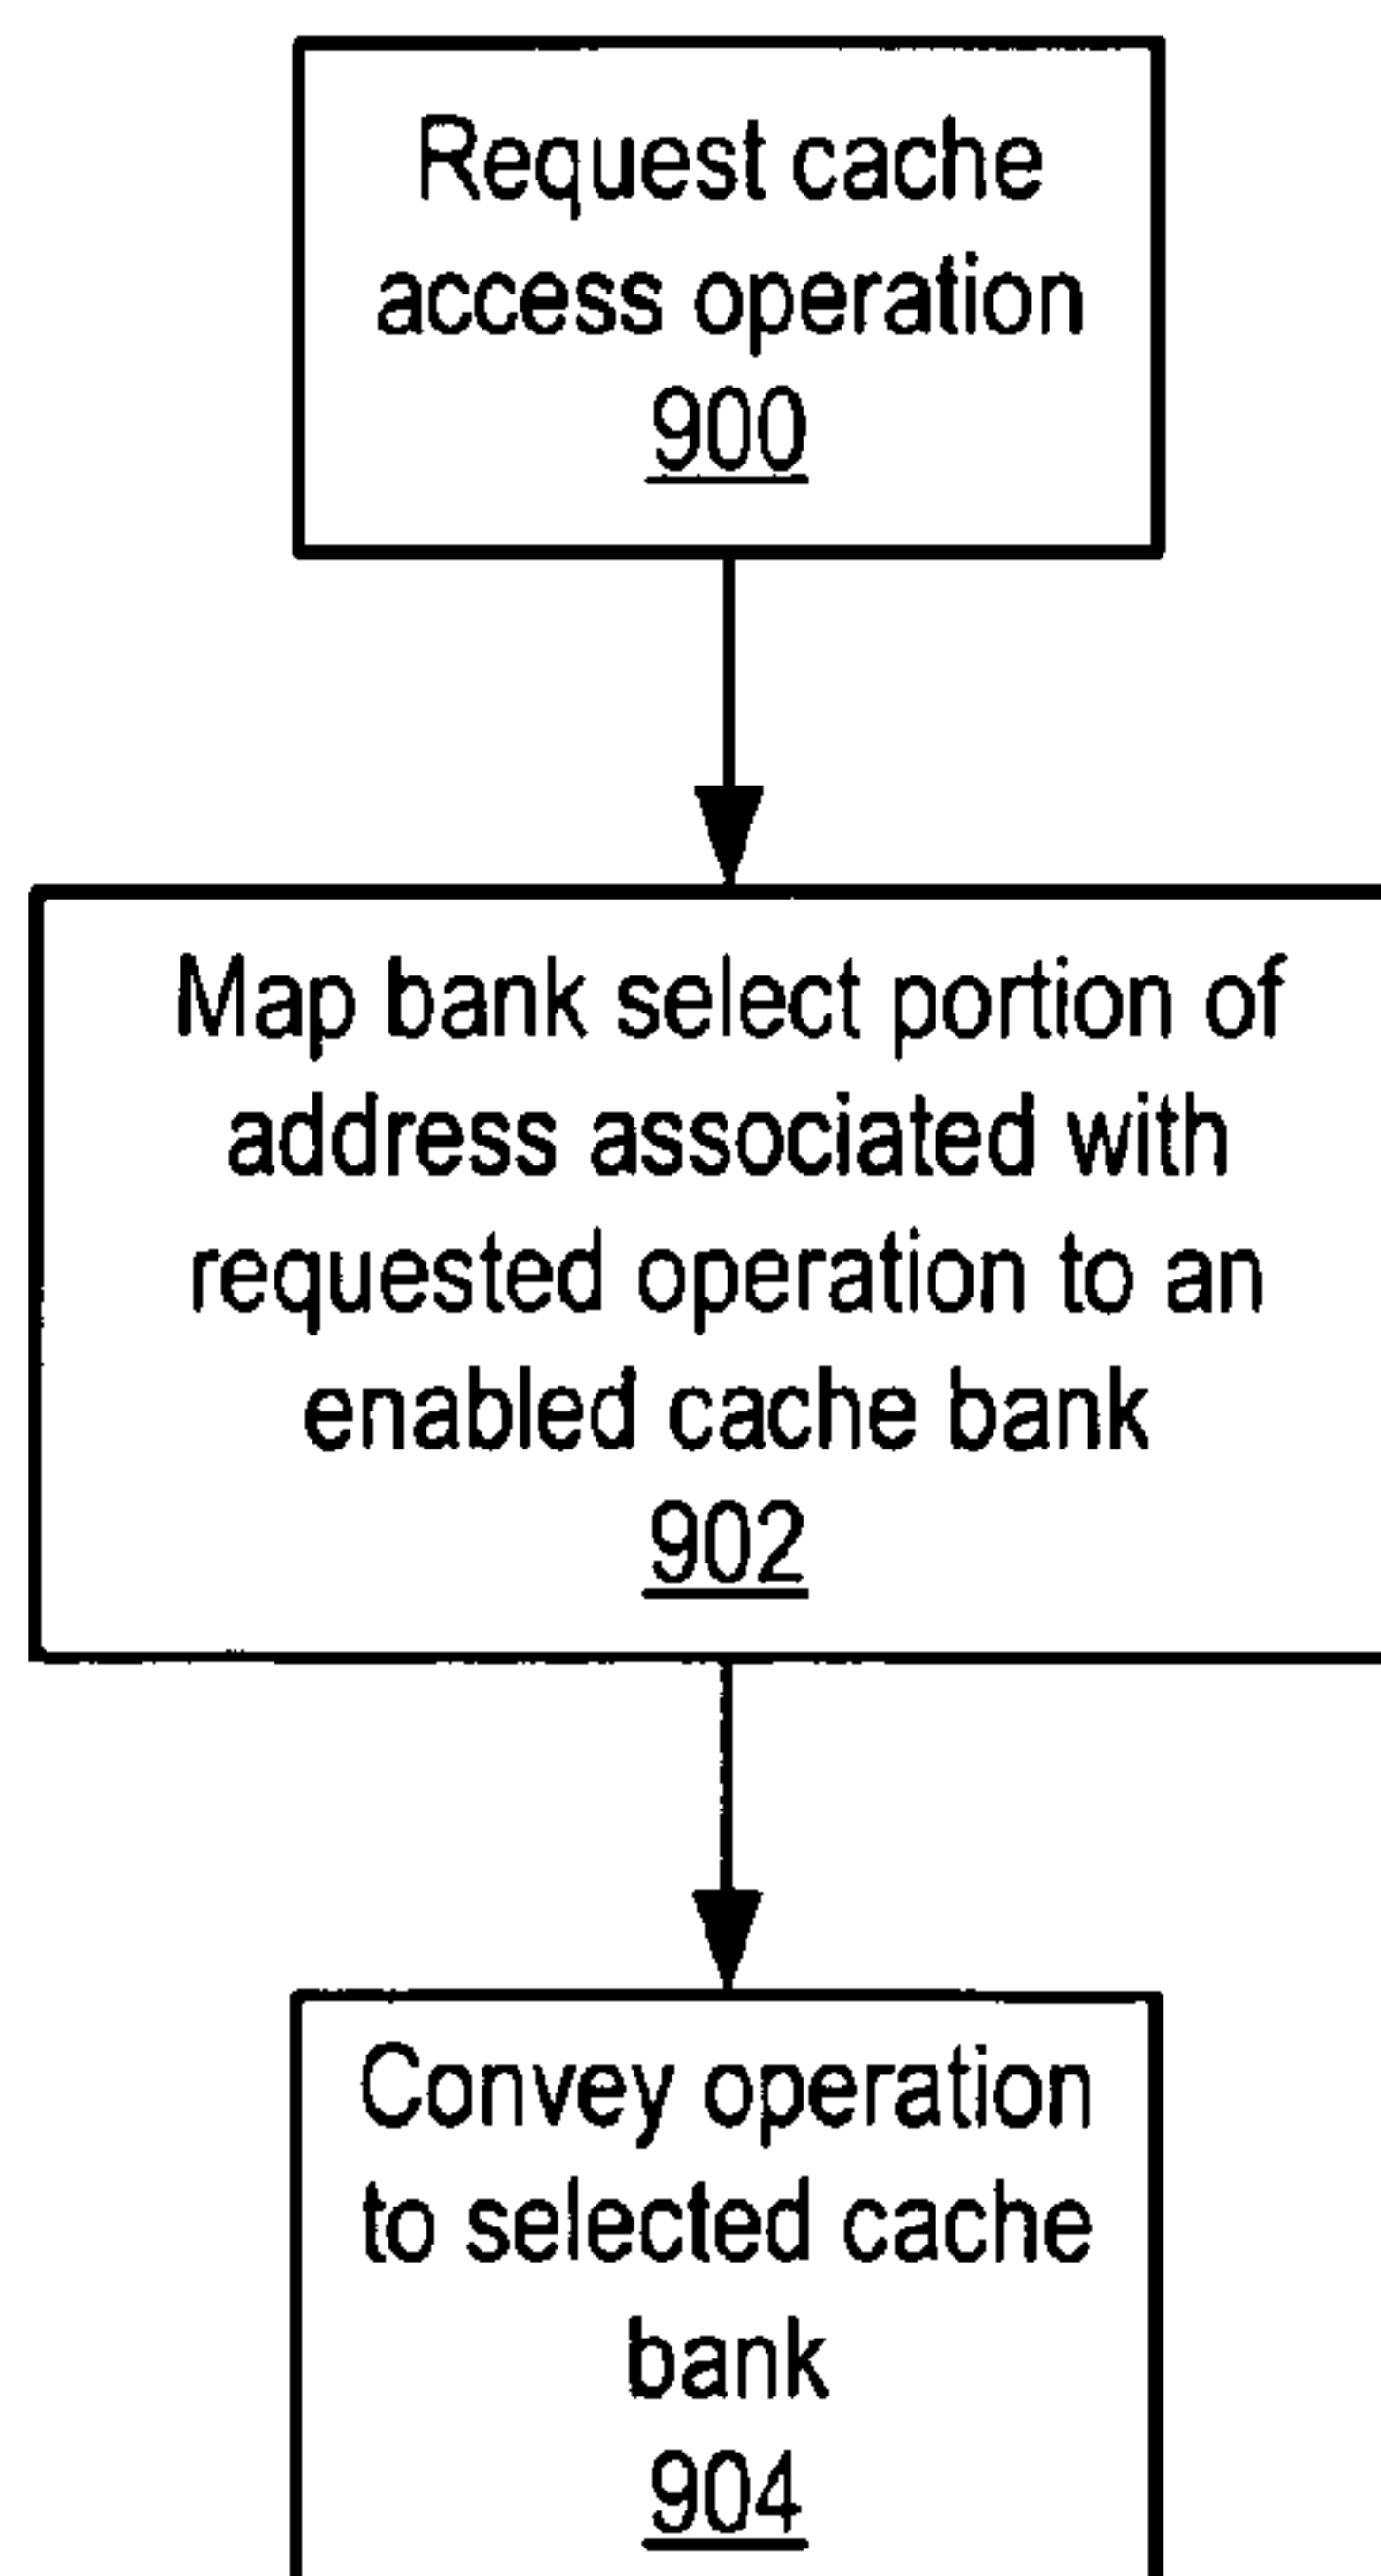 Request cache
access operation
900
Map bank select portion of
address associated with
requested operation to an
enabled cache bank
902
Convey operation
to selected cache
bank
904